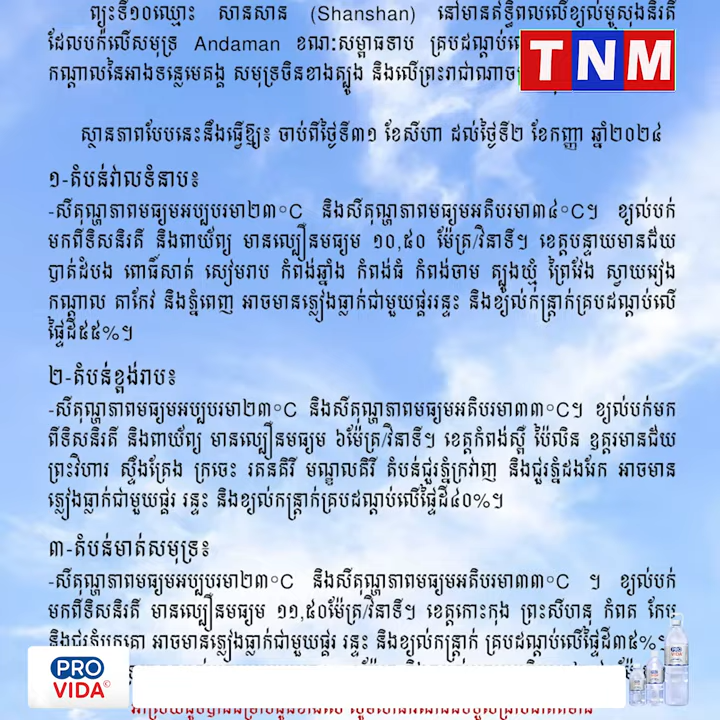 ព្យុះទី១០ឈ្មោះ សានសាន (Shanshan) នៅមានឥទ្ធិពលលើខ្យល់មូសុងនិរតី
ដែលបក់លើសមុទ្រ Andaman ខណៈសម្ពាធទាប គ្របដណ្តប់លើ
TNM
កណ្តាលនៃអាងទន្លេមេគង្គ សមុទ្រចិនខាងត្បូង និងលើព្រះរាជាណាចក្រ
ស្ថានភាពបែបនេះនឹងធ្វើឱ្យ៖ ចាប់ពីថ្ងៃទី៣១ ខែសីហា ដល់ថ្ងៃទី២ ខែកញ្ញា ឆ្នាំ២០២៤
១-តំបន់វាលទំនាប៖
-សីតុណ្ហភាពមធ្យមអប្បបរមា២៣°C និងសីតុណ្ហភាពមធ្យមអតិបរមា៣៤°C។ ខ្យល់បក់
មកពីទិសនិរតី និងពាយ័ព្យ មានល្បឿនមធ្យម ១០,៥០ ម៉ែត្រ/វិនាទី។ ខេត្តបន្ទាយមានជ័យ
បាត់ដំបង ពោធិ៍សាត់ សៀមរាប កំពង់ឆ្នាំង កំពង់ធំ កំពង់ចាម ត្បូងឃ្មុំ ព្រៃវែង ស្វាយរៀង
កណ្តាល តាកែវ និងភ្នំពេញ អាចមានភ្លៀងធ្លាក់ជាមួយផ្គររន្ទះ និងខ្យល់កន្ត្រាក់គ្របដណ្តប់លើ
ផ្ទៃដី៥៥%។
២-តំបន់ខ្ពង់រាប៖
-សីតុណ្ហភាពមធ្យមអប្បបរមា២៣°C និងសីតុណ្ហភាពមធ្យមអតិបរមា៣៣°C។ ខ្យល់បក់មក
ពីទិសនិរតី និងពាយ័ព្យ មានល្បឿនមធ្យម ៦ម៉ែត្រ/វិនាទី។ ខេត្តកំពង់ស្ពឺ ប៉ៃលិន ឧត្តរមានជ័យ
ព្រះវិហារ ស្ទឹងត្រែង ក្រចេះ រតនគិរី មណ្ឌលគិរី តំបន់ជួរភ្នំក្រវាញ និងជួរភ្នំដងរែក អាចមាន
ភ្លៀងធ្លាក់ជាមួយផ្គរ រន្ទះ និងខ្យល់កន្ត្រាក់គ្របដណ្តប់លើផ្ទៃដី៤០%។
៣-តំបន់មាត់សមុទ្រ៖
-សីតុណ្ហភាពមធ្យមអប្បបរមា២៣°C និងសីតុណ្ហភាពមធ្យមអតិបរមា៣៣°C ។ ខ្យល់បក់
មកពីទិសនិរតី មានល្បឿនមធ្យម ១១,៥០ម៉ែត្រ/វិនាទី។ ខេត្តកោះកុង ព្រះសីហនុ កំពត កែប
និងជួរភ្នំបូកគោ អាចមានភ្លៀងធ្លាក់ជាមួយផ្គរ រន្ទះ និងខ្យល់កន្ត្រាក់ គ្របដណ្តប់លើផ្ទៃដី៣៥%។
PRO
VIDA